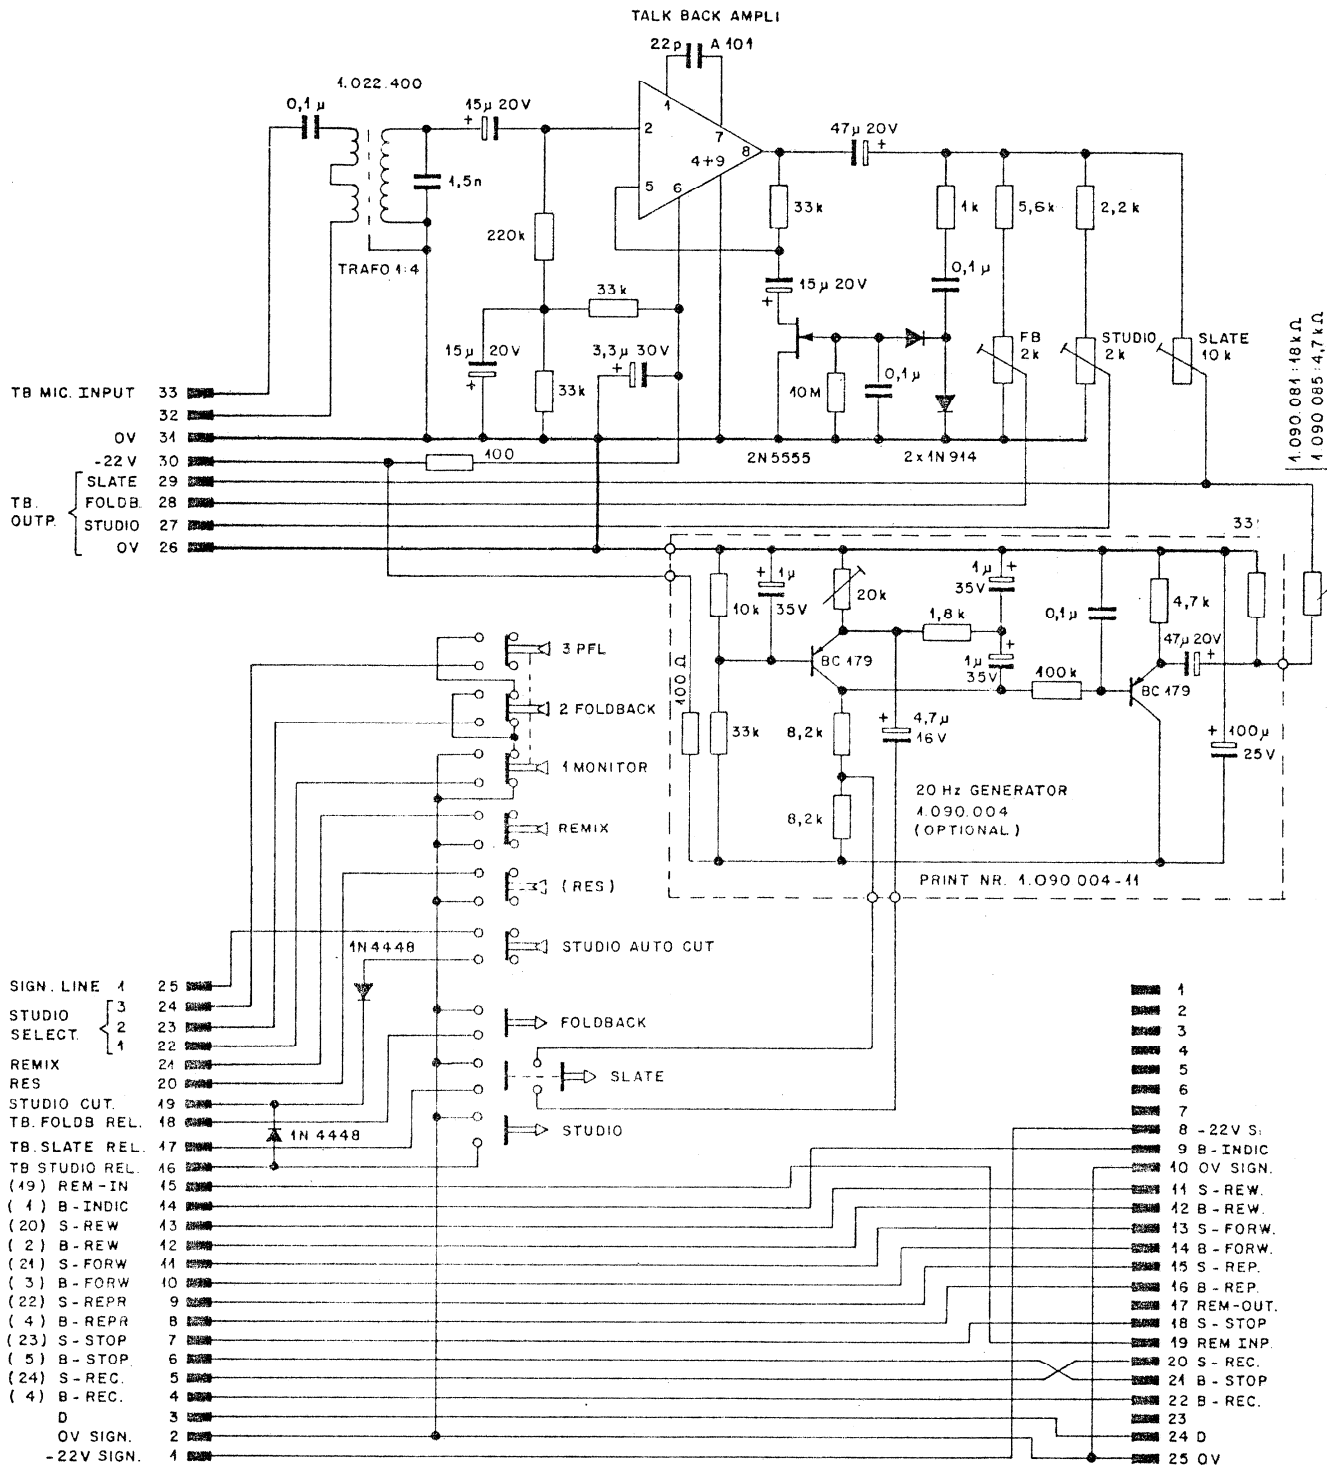 TALK BACK AMPLI
22p A 101
1.022.400
0,1 µ
15µ 20V
+
1
2
7
8
4+9
5
6
47µ 20V
+
1,5n
220k
33k
1k
5,6k
2,2k
TRAFO 1:4
33k
15µ 20V
+
0,1 µ
15µ 20V
+
3,3µ 30V
+
33k
10M
0,1µ
FB
2k
STUDIO
2k
SLATE
10k
1.090.081 : 18 kΩ
1.090.085 : 4,7 kΩ
2N5555
2x1N914
TB MIC. INPUT 33
32
0V 31
-22V 30
100
TB.
OUTP.
SLATE 29
FOLDB. 28
STUDIO 27
0V 26
33
10k
+ 1µ
35V
20k
1µ +
35V
1,8k
0,1µ
4,7k
47µ 20V
+
BC 179
1µ +
35V
100k
BC 179
100 Ω
33k
8,2k
+ 4,7µ
16V
+ 100µ
25V
8,2k
20 Hz GENERATOR
1.090.004
(OPTIONAL)
PRINT NR. 1.090 004-11
3 PFL
2 FOLDBACK
1 MONITOR
REMIX
(RES)
STUDIO AUTO CUT
1N4448
FOLDBACK
SLATE
STUDIO
1N 4448
SIGN. LINE 1 25
STUDIO
SELECT.
3 24
2 23
1 22
REMIX 21
RES 20
STUDIO CUT. 19
TB. FOLDB REL. 18
TB. SLATE REL. 17
TB STUDIO REL. 16
(19) REM-IN 15
( 1 ) B-INDIC 14
(20) S-REW 13
( 2 ) B-REW 12
(21) S-FORW 11
( 3 ) B-FORW 10
(22) S-REPR 9
( 4 ) B-REPR 8
(23) S-STOP 7
( 5 ) B-STOP. 6
(24) S-REC. 5
( 4 ) B-REC. 4
D 3
0V SIGN. 2
-22V SIGN. 1
1
2
3
4
5
6
7
8 -22V S
9 B-INDIC
10 0V SIGN.
11 S-REW.
12 B-REW.
13 S-FORW.
14 B-FORW.
15 S-REP.
16 B-REP.
17 REM-OUT.
18 S-STOP
19 REM INP.
20 S-REC.
21 B-STOP
22 B-REC.
23
24 D
25 0V